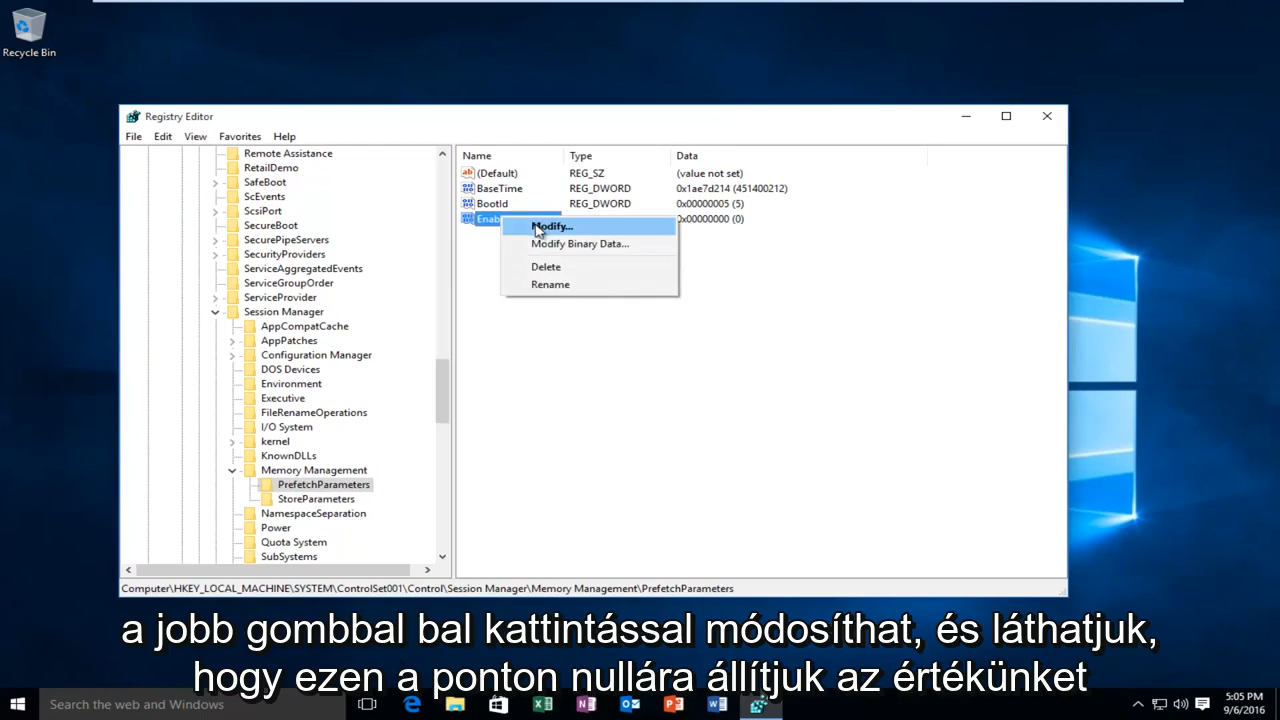 Recycle Bin
Registry Editor
File Edit View Favorites Help
Remote Assistance
RetailDemo
SafeBoot
ScEvents
ScsiPort
SecureBoot
SecurePipeServers
SecurityProviders
ServiceAggregatedEvents
ServiceGroupOrder
ServiceProvider
Session Manager
AppCompatCache
AppPatches
Configuration Manager
DOS Devices
Environment
Executive
FileRenameOperations
I/O System
kernel
KnownDLLs
Memory Management
PrefetchParameters
StoreParameters
NamespaceSeparation
Power
Quota System
SubSystems
Name Type Data
(Default) REG_SZ (value not set)
BaseTime REG_DWORD 0x1ae7d214 (451400212)
BootId REG_DWORD 0x00000005 (5)
Enab 0x00000000 (0)
Modify...
Modify Binary Data...
Delete
Rename
Computer\HKEY_LOCAL_MACHINE\SYSTEM\ControlSet001\Control\Session Manager\Memory Management\PrefetchParameters
a jobb gombbal bal kattintással módosíthat, és láthatjuk,
hogy ezen a ponton nullára állítjuk az értékünket
Search the web and Windows
5:05 PM
9/6/2016